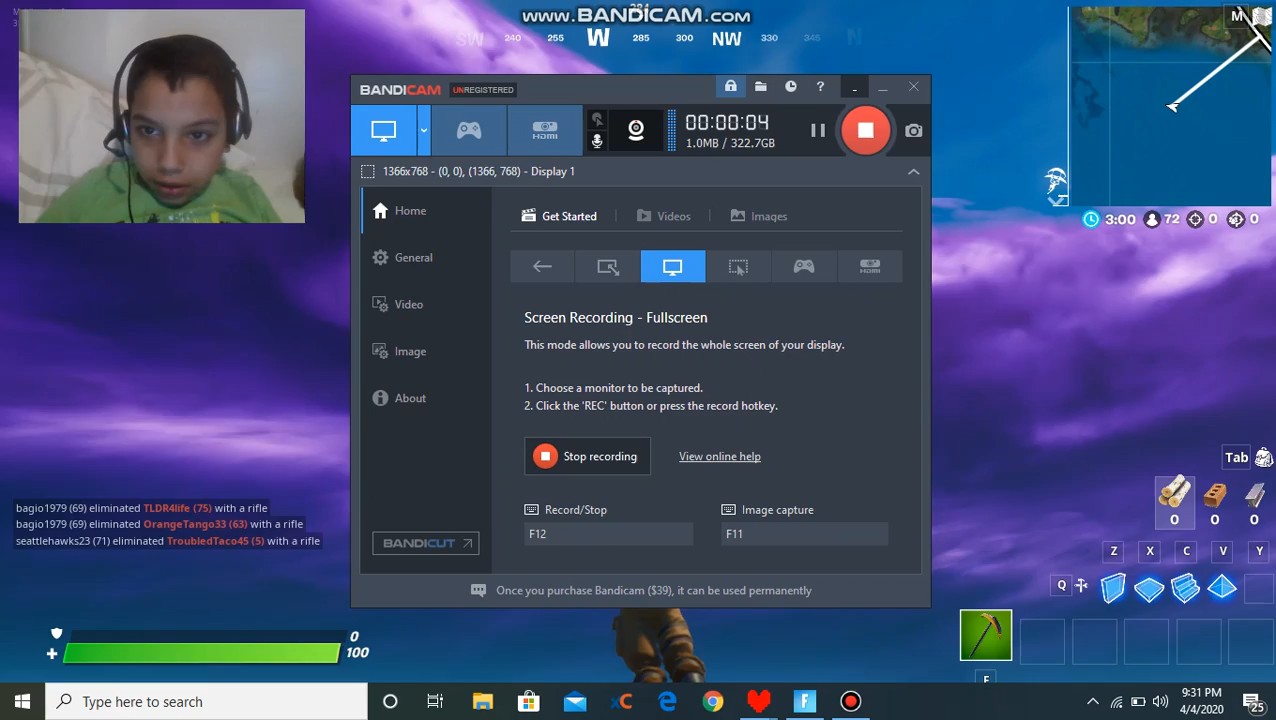 www.BANDICAM.com
SW 240 255 W 285 300 NW 330 345 N
M
BANDICAM UNREGISTERED
?
00:00:04
1.0MB / 322.7GB
HDMI
1366x768 - (0, 0), (1366, 768) - Display 1
Home
General
Video
Image
About
BANDICUT
Get Started
Videos
Images
HDMI
Screen Recording - Fullscreen
This mode allows you to record the whole screen of your display.
1. Choose a monitor to be captured.
2. Click the 'REC' button or press the record hotkey.
Stop recording
View online help
Record/Stop
F12
Image capture
F11
Once you purchase Bandicam ($39), it can be used permanently
3:00 72 0 0
bagio1979 (69) eliminated TLDR4life (75) with a rifle
bagio1979 (69) eliminated OrangeTango33 (63) with a rifle
seattlehawks23 (71) eliminated TroubledTaco45 (5) with a rifle
0
100
Tab
0 0 0
Z X C V Y
Q
F
Type here to search
9:31 PM
4/4/2020
25